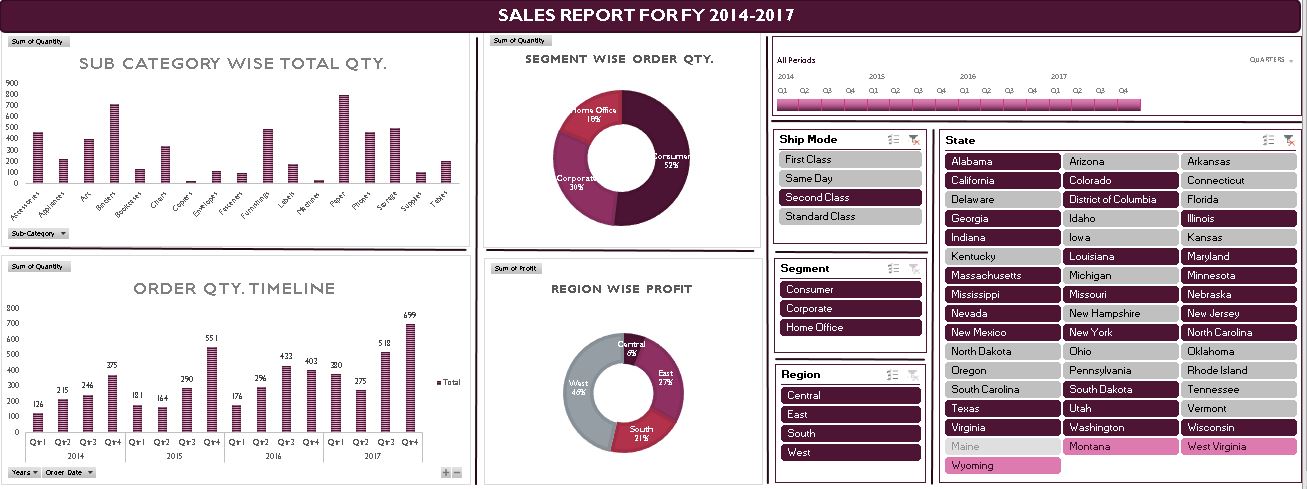 SALES REPORT FOR FY 2014-2017
Sum of Quantity
SUB CATEGORY WISE TOTAL QTY.
900
800
700
600
500
400
300
200
100
0
Accessories
Appliances
Art
Binders
Bookcases
Chairs
Copiers
Envelopes
Fasteners
Furnishings
Labels
Machines
Paper
Phones
Storage
Supplies
Tables
Sub-Category
Sum of Quantity
SEGMENT WISE ORDER QTY.
Home Office
18%
Consumer
52%
Corporate
30%
All Periods
QUARTERS
2014 2015 2016 2017
Q1 Q2 Q3 Q4 Q1 Q2 Q3 Q4 Q1 Q2 Q3 Q4 Q1 Q2 Q3 Q4
Ship Mode
First Class
Same Day
Second Class
Standard Class
Segment
Consumer
Corporate
Home Office
Region
Central
East
South
West
State
Alabama Arizona Arkansas
California Colorado Connecticut
Delaware District of Columbia Florida
Georgia Idaho Illinois
Indiana Iowa Kansas
Kentucky Louisiana Maryland
Massachusetts Michigan Minnesota
Mississippi Missouri Nebraska
Nevada New Hampshire New Jersey
New Mexico New York North Carolina
North Dakota Ohio Oklahoma
Oregon Pennsylvania Rhode Island
South Carolina South Dakota Tennessee
Texas Utah Vermont
Virginia Washington Wisconsin
Maine Montana West Virginia
Wyoming
Sum of Quantity
ORDER QTY. TIMELINE
800
700
600
500
400
300
200
100
0
126 215 246 375 181 164 290 551 176 296 433 403 380 275 518 699
Qtr1 Qtr2 Qtr3 Qtr4 Qtr1 Qtr2 Qtr3 Qtr4 Qtr1 Qtr2 Qtr3 Qtr4 Qtr1 Qtr2 Qtr3 Qtr4
2014 2015 2016 2017
Total
Years Order Date
Sum of Profit
REGION WISE PROFIT
Central
6%
East
27%
South
21%
West
46%